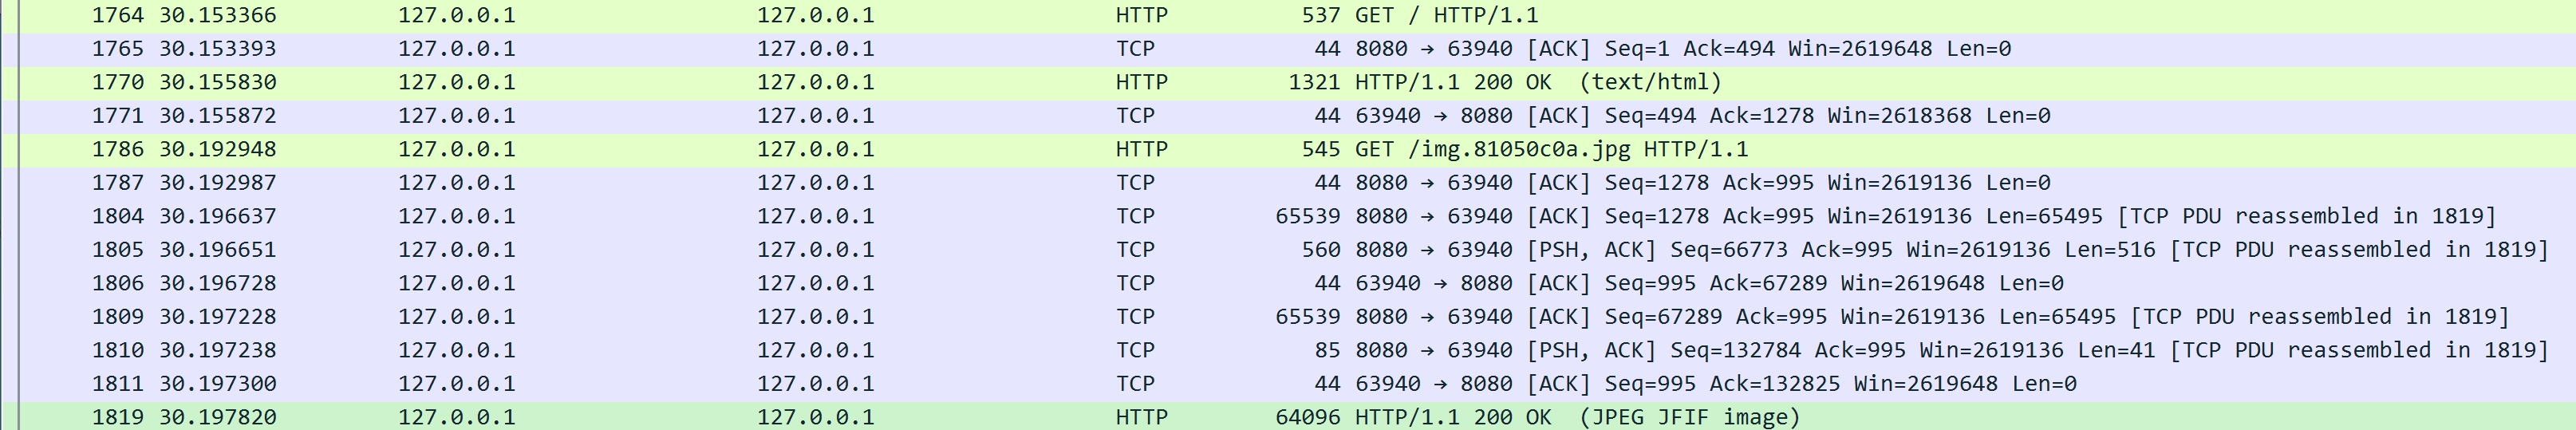 1764 30.153366 127.0.0.1 127.0.0.1 HTTP 537 GET / HTTP/1.1
1765 30.153393 127.0.0.1 127.0.0.1 TCP 44 8080 → 63940 [ACK] Seq=1 Ack=494 Win=2619648 Len=0
1770 30.155830 127.0.0.1 127.0.0.1 HTTP 1321 HTTP/1.1 200 OK (text/html)
1771 30.155872 127.0.0.1 127.0.0.1 TCP 44 63940 → 8080 [ACK] Seq=494 Ack=1278 Win=2618368 Len=0
1786 30.192948 127.0.0.1 127.0.0.1 HTTP 545 GET /img.81050c0a.jpg HTTP/1.1
1787 30.192987 127.0.0.1 127.0.0.1 TCP 44 8080 → 63940 [ACK] Seq=1278 Ack=995 Win=2619136 Len=0
1804 30.196637 127.0.0.1 127.0.0.1 TCP 65539 8080 → 63940 [ACK] Seq=1278 Ack=995 Win=2619136 Len=65495 [TCP PDU reassembled in 1819]
1805 30.196651 127.0.0.1 127.0.0.1 TCP 560 8080 → 63940 [PSH, ACK] Seq=66773 Ack=995 Win=2619136 Len=516 [TCP PDU reassembled in 1819]
1806 30.196728 127.0.0.1 127.0.0.1 TCP 44 63940 → 8080 [ACK] Seq=995 Ack=67289 Win=2619648 Len=0
1809 30.197228 127.0.0.1 127.0.0.1 TCP 65539 8080 → 63940 [ACK] Seq=67289 Ack=995 Win=2619136 Len=65495 [TCP PDU reassembled in 1819]
1810 30.197238 127.0.0.1 127.0.0.1 TCP 85 8080 → 63940 [PSH, ACK] Seq=132784 Ack=995 Win=2619136 Len=41 [TCP PDU reassembled in 1819]
1811 30.197300 127.0.0.1 127.0.0.1 TCP 44 63940 → 8080 [ACK] Seq=995 Ack=132825 Win=2619648 Len=0
1819 30.197820 127.0.0.1 127.0.0.1 HTTP 64096 HTTP/1.1 200 OK (JPEG JFIF image)